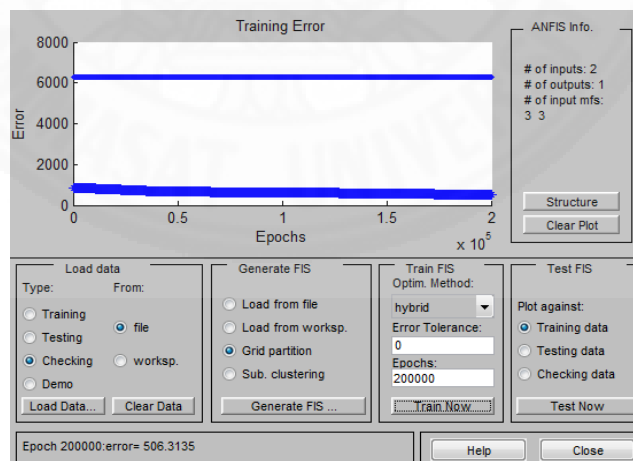 Training Error
8000
6000
4000
2000
0
Error
0
0.5
1
1.5
2
x 10^5
Epochs
ANFIS Info.
# of inputs: 2
# of outputs: 1
# of input mfs:
3 3
Structure
Clear Plot
Load data
Type: From:
Training
Testing
Checking
Demo
file
worksp.
Load Data... Clear Data
Generate FIS
Load from file
Load from worksp.
Grid partition
Sub. clustering
Generate FIS ...
Train FIS
Optim. Method:
hybrid
Error Tolerance:
0
Epochs:
200000
Train Now
Test FIS
Plot against:
Training data
Testing data
Checking data
Test Now
Epoch 200000:error= 506.3135
Help
Close